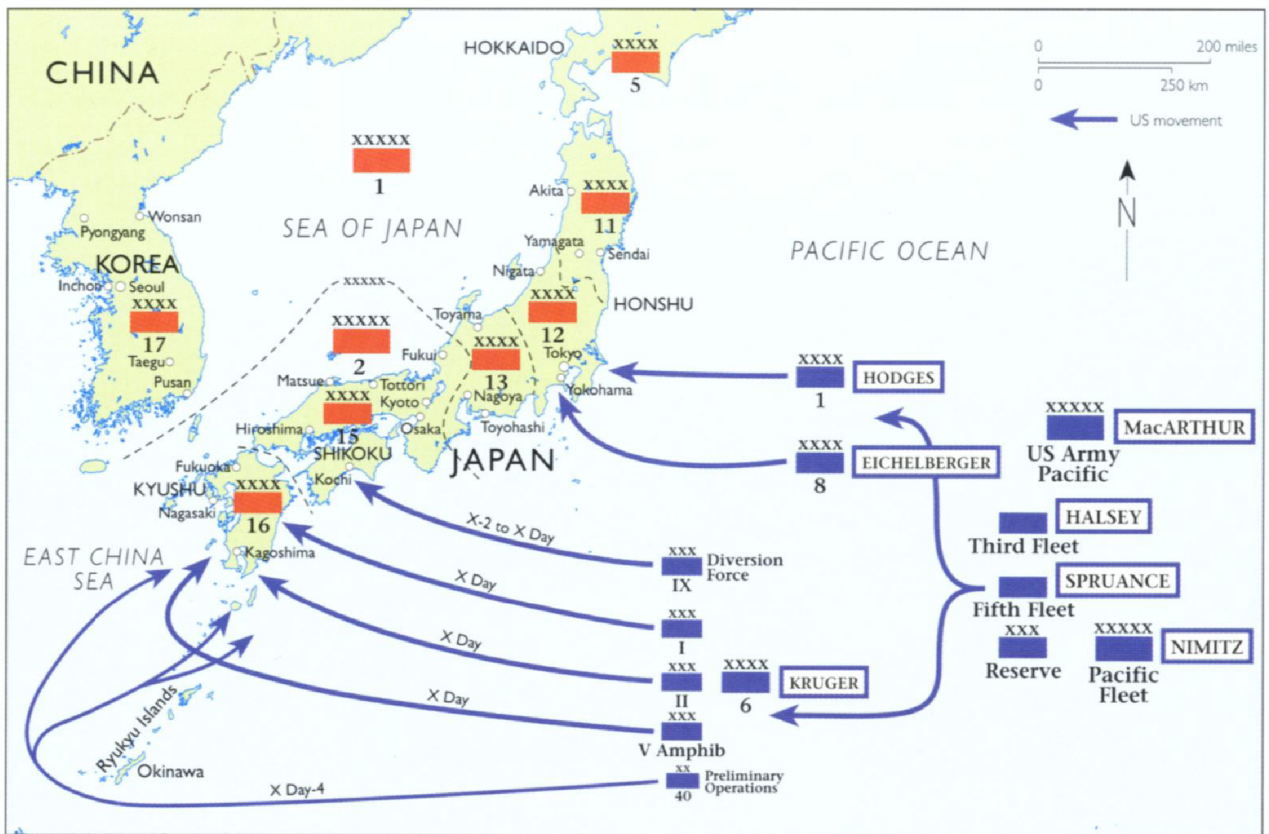 HOKKAIDO
XXXX
5
0 200 miles
0 250 km
US movement
N
CHINA
XXXXX
1
SEA OF JAPAN
Akita
XXXX
11
Yamagata
Sendai
Nigata
PACIFIC OCEAN
Wonsan
Pyongyang
KOREA
Inchon
Seoul
XXXX
17
Taegu
Pusan
XXXXX
XXXXX
2
Toyama
Fukui
XXXX
12
HONSHU
XXXX
13
Tokyo
Yokohama
Nagoya
Toyohashi
Matsue
Tottori
Kyoto
Osaka
XXXX
15
Hiroshima
SHIKOKU
Kochi
JAPAN
Fukuoka
KYUSHU
Nagasaki
XXXX
16
Kagoshima
EAST CHINA
SEA
XXXX
1
HODGES
XXXX
8
EICHELBERGER
XXXXX
MacARTHUR
US Army
Pacific
HALSEY
Third Fleet
SPRUANCE
Fifth Fleet
XXX
Reserve
XXXXX
NIMITZ
Pacific
Fleet
X-2 to X Day
XXX
IX
Diversion
Force
X Day
XXX
I
X Day
XXX
II
XXXX
6
KRUGER
X Day
XXX
V Amphib
X Day-4
XX
40
Preliminary
Operations
Ryukyu Islands
Okinawa